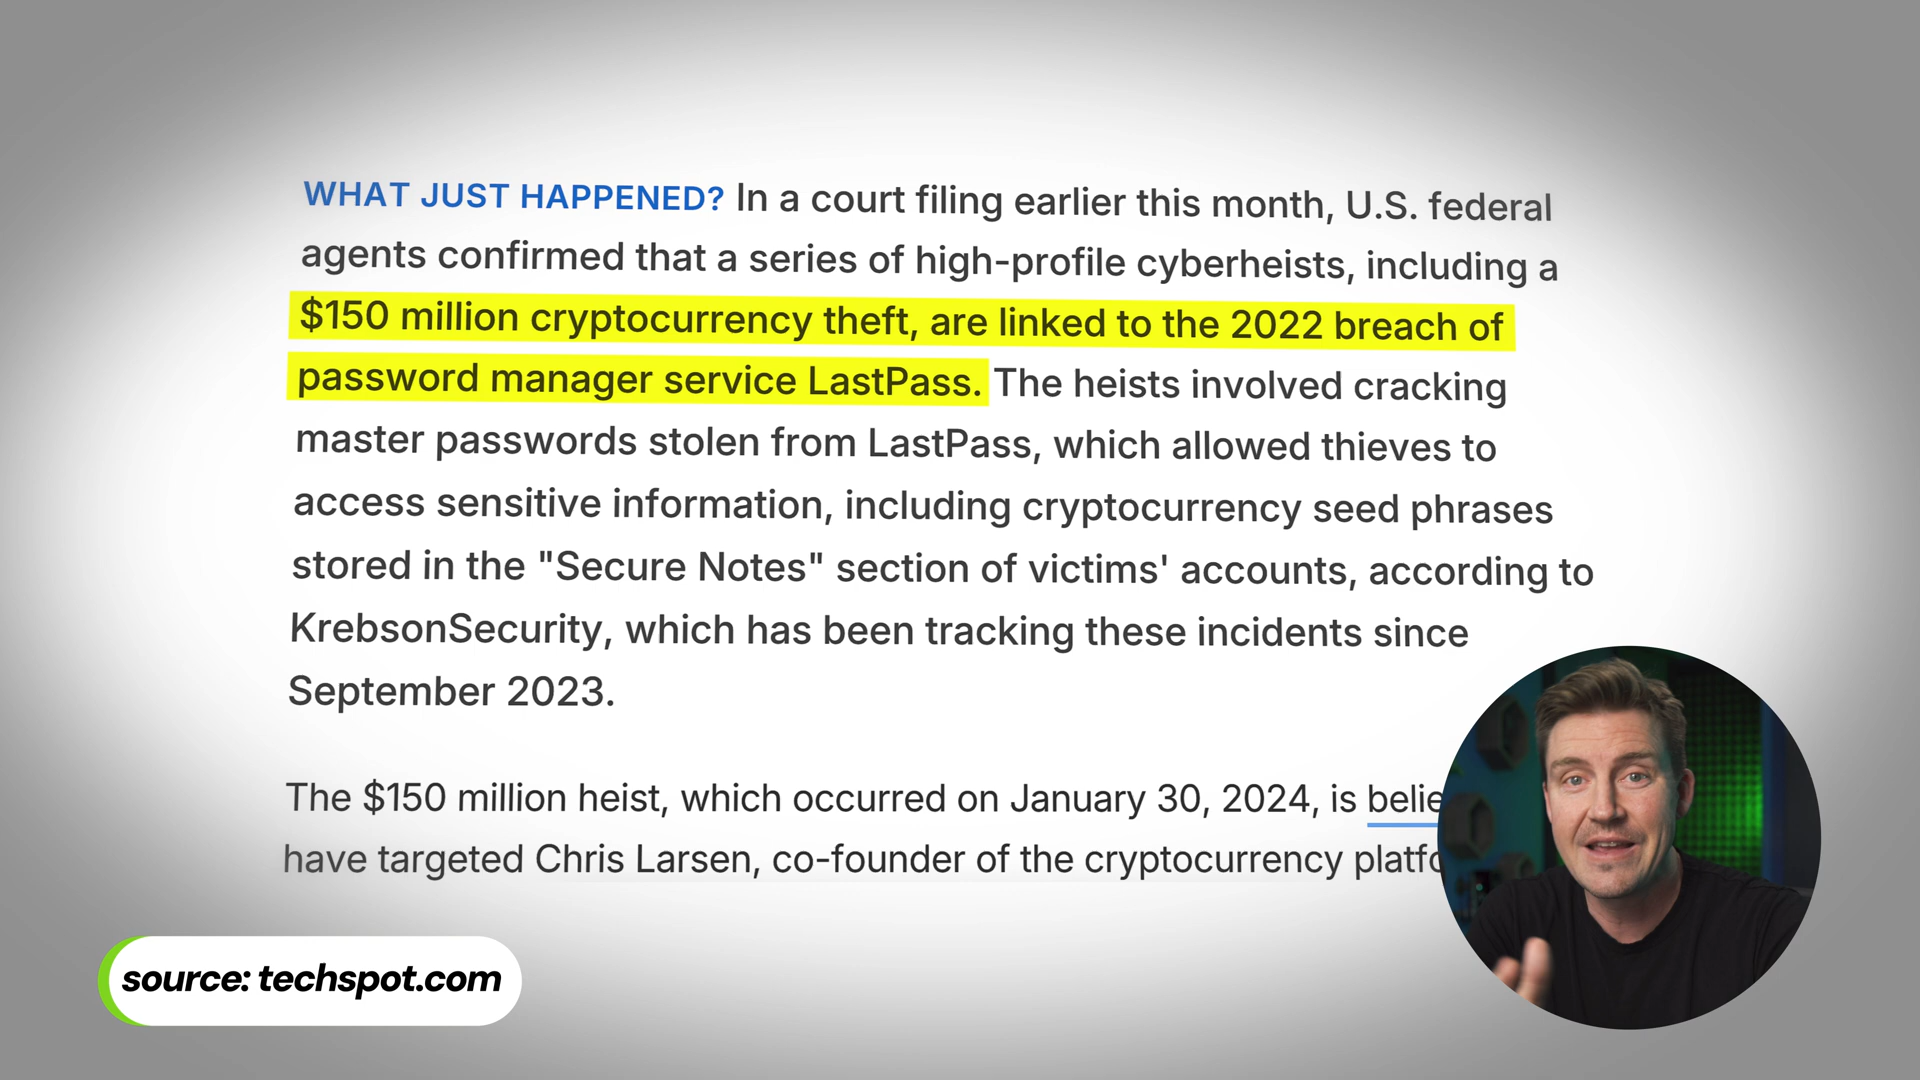 WHAT JUST HAPPENED? In a court filing earlier this month, U.S. federal
agents confirmed that a series of high-profile cyberheists, including a
$150 million cryptocurrency theft, are linked to the 2022 breach of
password manager service LastPass. The heists involved cracking
master passwords stolen from LastPass, which allowed thieves to
access sensitive information, including cryptocurrency seed phrases
stored in the "Secure Notes" section of victims' accounts, according to
KrebsonSecurity, which has been tracking these incidents since
September 2023.
The $150 million heist, which occurred on January 30, 2024, is
have targeted Chris Larsen, co-founder of the cryptocurrency
source: techspot.com